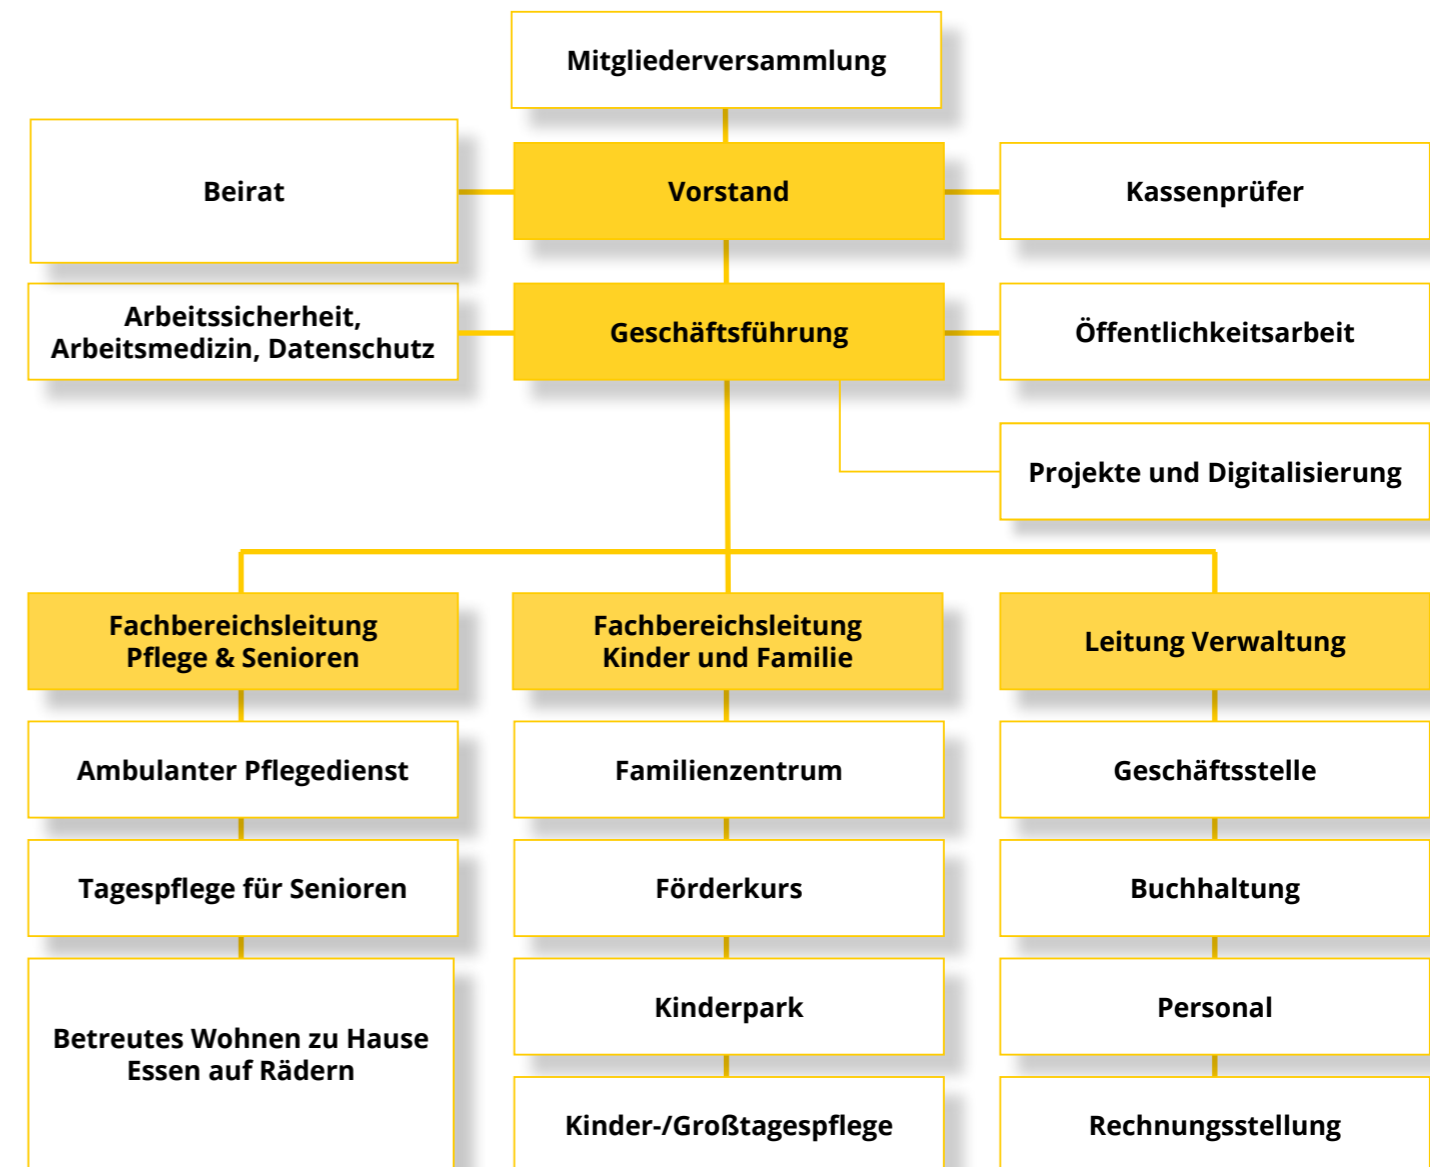 Mitgliederversammlung
Beirat
Vorstand
Kassenprüfer
Arbeitssicherheit,
Arbeitsmedizin, Datenschutz
Geschäftsführung
Öffentlichkeitsarbeit
Projekte und Digitalisierung
Fachbereichsleitung
Pflege & Senioren
Fachbereichsleitung
Kinder und Familie
Leitung Verwaltung
Ambulanter Pflegedienst
Familienzentrum
Geschäftsstelle
Tagespflege für Senioren
Förderkurs
Buchhaltung
Betreutes Wohnen zu Hause
Essen auf Rädern
Kinderpark
Personal
Kinder-/Großtagespflege
Rechnungsstellung